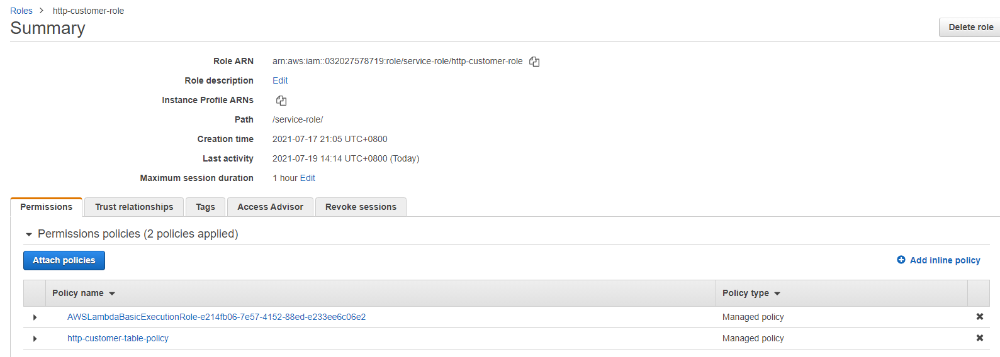 Roles > http-customer-role
Summary
Delete role
Role ARN arn:aws:iam::032027578719:role/service-role/http-customer-role
Role description Edit
Instance Profile ARNs
Path /service-role/
Creation time 2021-07-17 21:05 UTC+0800
Last activity 2021-07-19 14:14 UTC+0800 (Today)
Maximum session duration 1 hour Edit
Permissions Trust relationships Tags Access Advisor Revoke sessions
Permissions policies (2 policies applied)
Attach policies Add inline policy
Policy name Policy type
AWSLambdaBasicExecutionRole-e214fb06-7e57-4152-88ed-e233ee6c06e2 Managed policy
http-customer-table-policy Managed policy